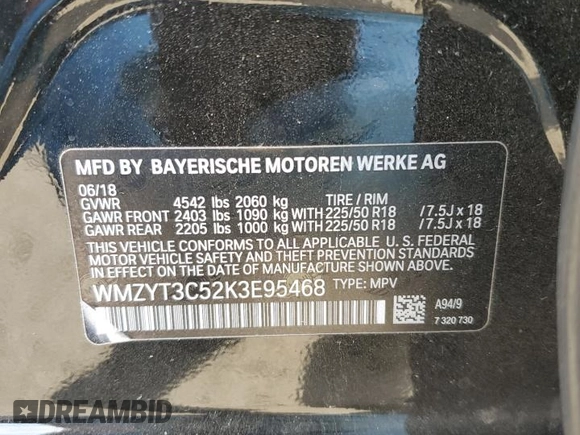 MFD BY BAYERISCHE MOTOREN WERKE AG
06/18
GVWR 4542 lbs 2060 kg TIRE / RIM
GAWR FRONT 2403 lbs 1090 kg WITH 225/50 R18 / 7.5J x 18
GAWR REAR 2205 lbs 1000 kg WITH 225/50 R18 / 7.5J x 18
THIS VEHICLE CONFORMS TO ALL APPLICABLE U. S. FEDERAL
MOTOR VEHICLE SAFETY AND THEFT PREVENTION STANDARDS
IN EFFECT ON THE DATE OF MANUFACTURE SHOWN ABOVE.
WMZYT3C52K3E95468 TYPE: MPV
A94/9
7 320 730
DREAMBID